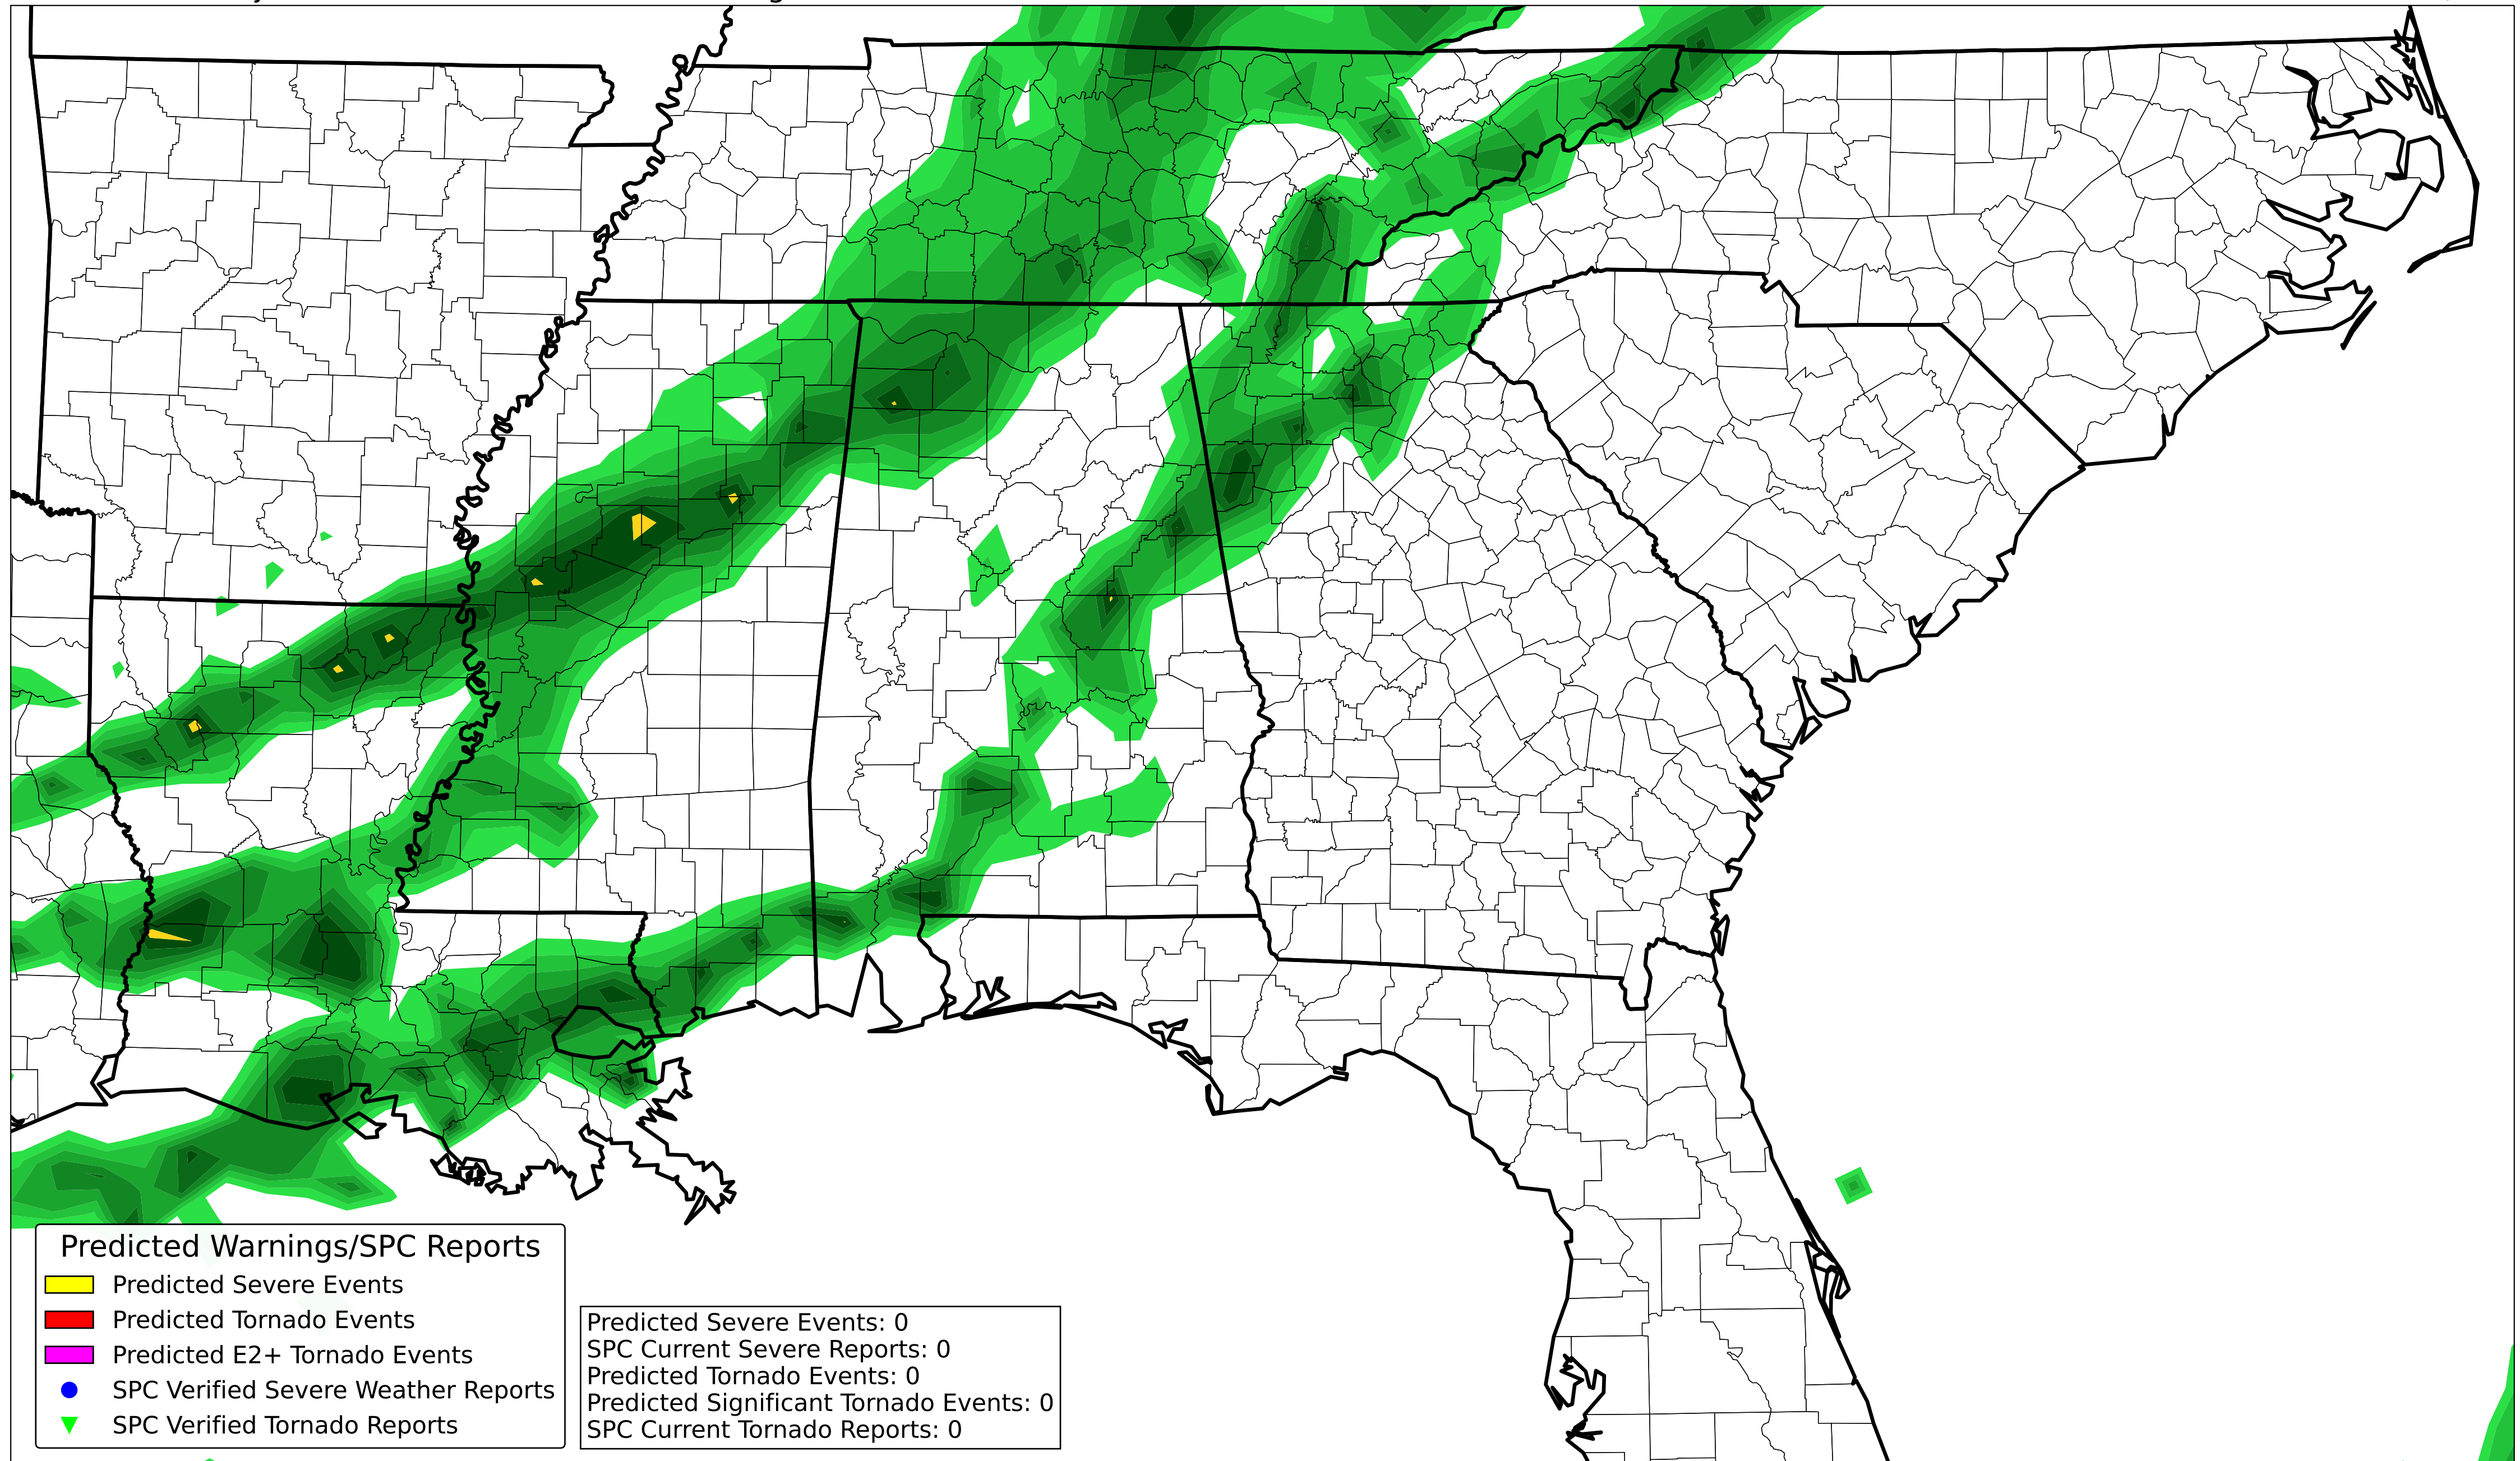 Predicted Warnings/SPC Reports
Predicted Severe Events
Predicted Tornado Events
Predicted E2+ Tornado Events
SPC Verified Severe Weather Reports
SPC Verified Tornado Reports
Predicted Severe Events: 0
SPC Current Severe Reports: 0
Predicted Tornado Events: 0
Predicted Significant Tornado Events: 0
SPC Current Tornado Reports: 0